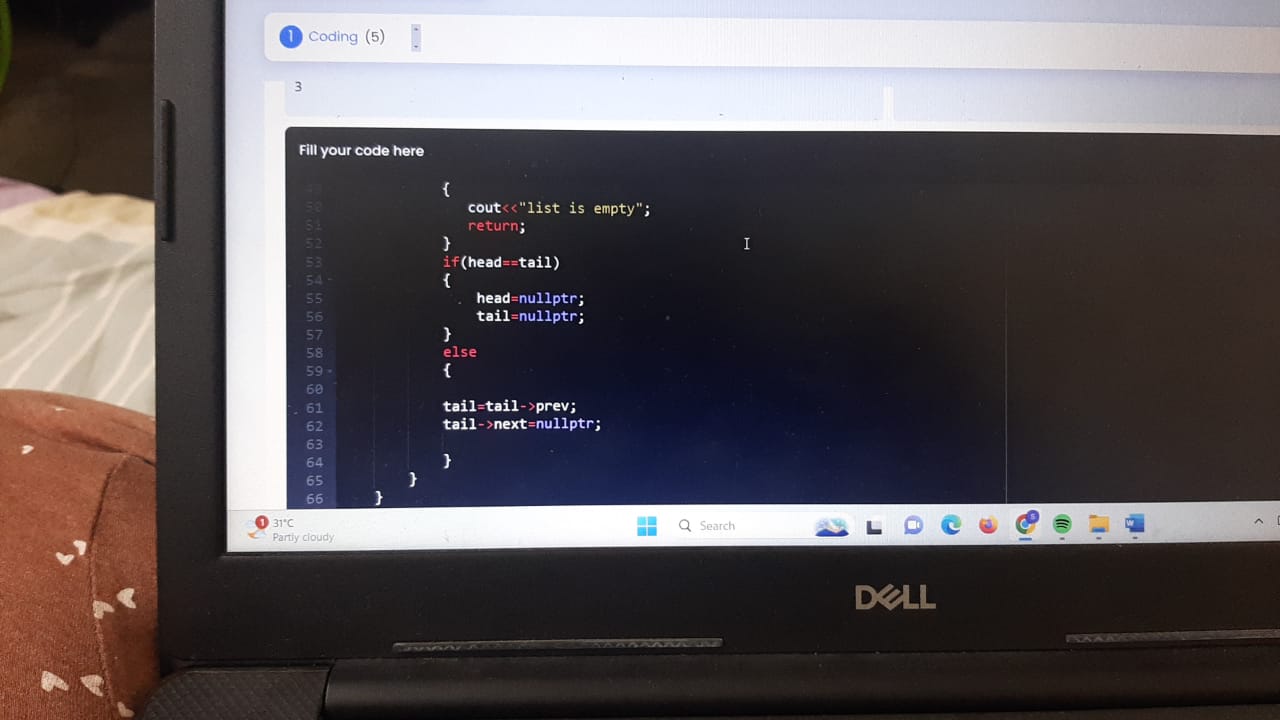 1 Coding (5)
3
Fill your code here
49 {
50 cout<<"list is empty";
51 return;
52 }
53 if(head==tail)
54 {
55 head=nullptr;
56 tail=nullptr;
57 }
58 else
59 {
60
61 tail=tail->prev;
62 tail->next=nullptr;
63
64 }
65 }
66 }
1 31°C
Partly cloudy
Search
DELL